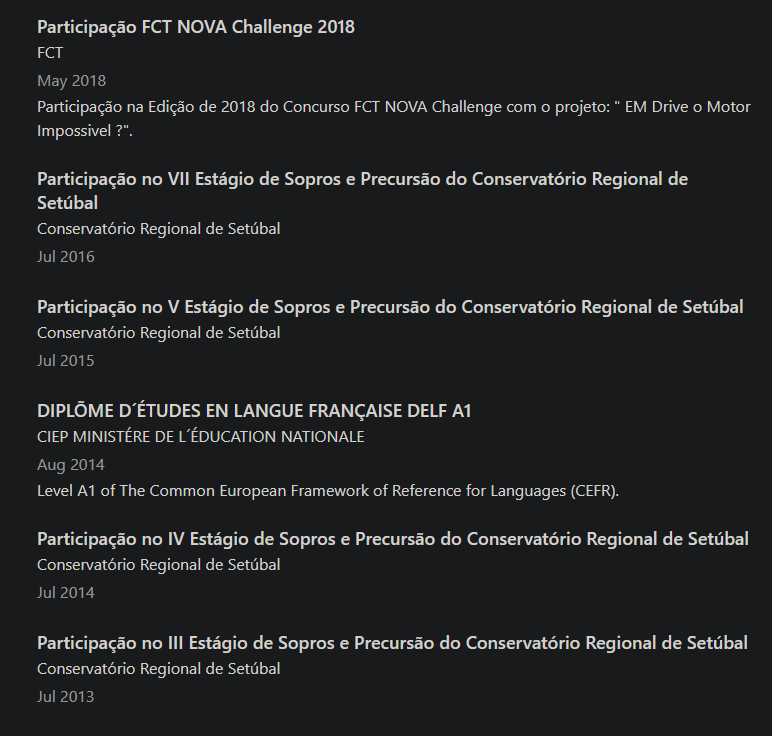 Participação FCT NOVA Challenge 2018
FCT
May 2018
Participação na Edição de 2018 do Concurso FCT NOVA Challenge com o projeto: " EM Drive o Motor
Impossivel ?".
Participação no VII Estágio de Sopros e Precursão do Conservatório Regional de
Setúbal
Conservatório Regional de Setúbal
Jul 2016
Participação no V Estágio de Sopros e Precursão do Conservatório Regional de Setúbal
Conservatório Regional de Setúbal
Jul 2015
DIPLÕME D´ÉTUDES EN LANGUE FRANÇAISE DELF A1
CIEP MINISTÉRE DE L´ÉDUCATION NATIONALE
Aug 2014
Level A1 of The Common European Framework of Reference for Languages (CEFR).
Participação no IV Estágio de Sopros e Precursão do Conservatório Regional de Setúbal
Conservatório Regional de Setúbal
Jul 2014
Participação no III Estágio de Sopros e Precursão do Conservatório Regional de Setúbal
Conservatório Regional de Setúbal
Jul 2013